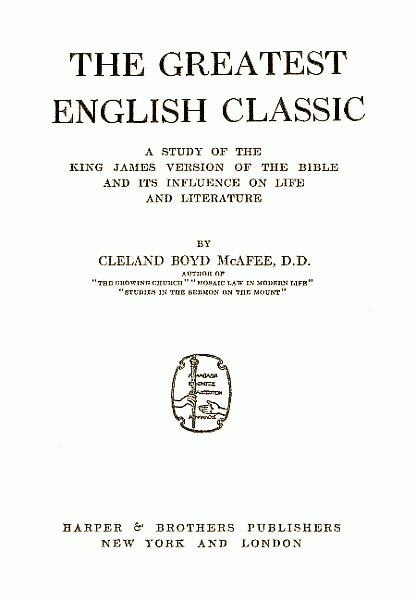 THE GREATEST
ENGLISH CLASSIC
A STUDY OF THE
KING JAMES VERSION OF THE BIBLE
AND ITS INFLUENCE ON LIFE
AND LITERATURE
BY
CLELAND BOYD McAFEE, D.D.
AUTHOR OF
"THE GROWING CHURCH" "MOSAIC LAW IN MODERN LIFE"
"STUDIES IN THE SERMON ON THE MOUNT"
HARPER & BROTHERS PUBLISHERS
NEW YORK AND LONDON